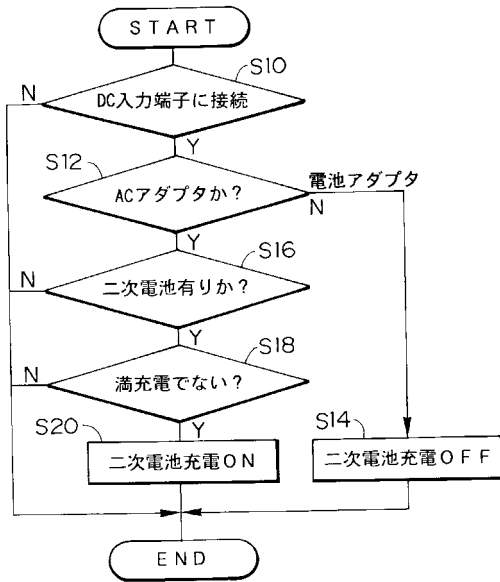 START
S10
N
DC入力端子に接続
Y
S12
ACアダプタか？
電池アダプタ
N
Y
S16
N
二次電池有りか？
Y
S18
N
満充電でない？
Y
S20
二次電池充電ON
S14
二次電池充電OFF
END